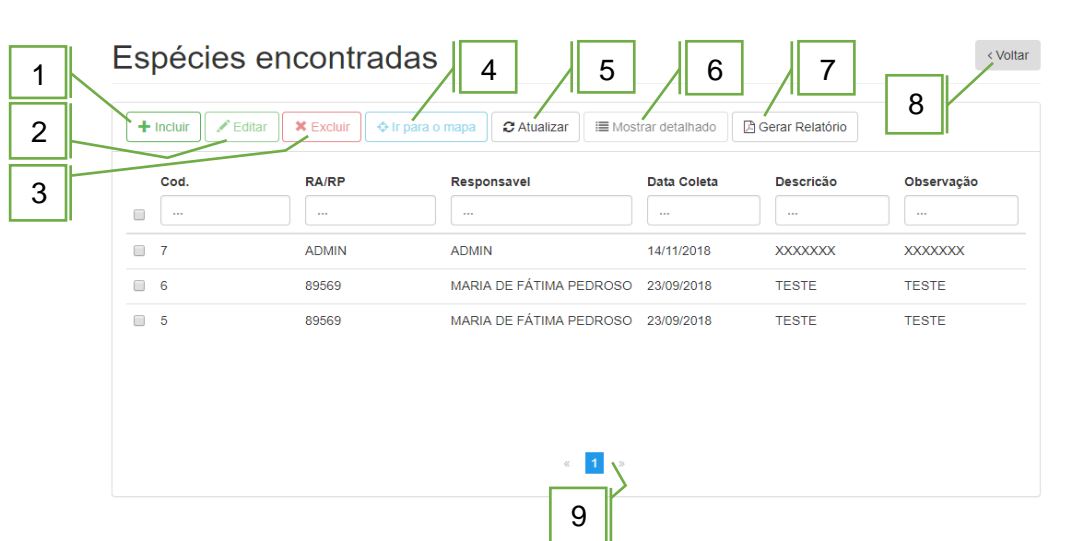 Espécies encontradas
< Voltar
1
2
3
4
5
6
7
8
Incluir Editar Excluir Ir para o mapa Atualizar Mostrar detalhado Gerar Relatório
Cod. RA/RP Responsavel Data Coleta Descricão Observação
... ... ... ... ... ...
7 ADMIN ADMIN 14/11/2018 XXXXXXX XXXXXXX
6 89569 MARIA DE FÁTIMA PEDROSO 23/09/2018 TESTE TESTE
5 89569 MARIA DE FÁTIMA PEDROSO 23/09/2018 TESTE TESTE
« 1 »
9